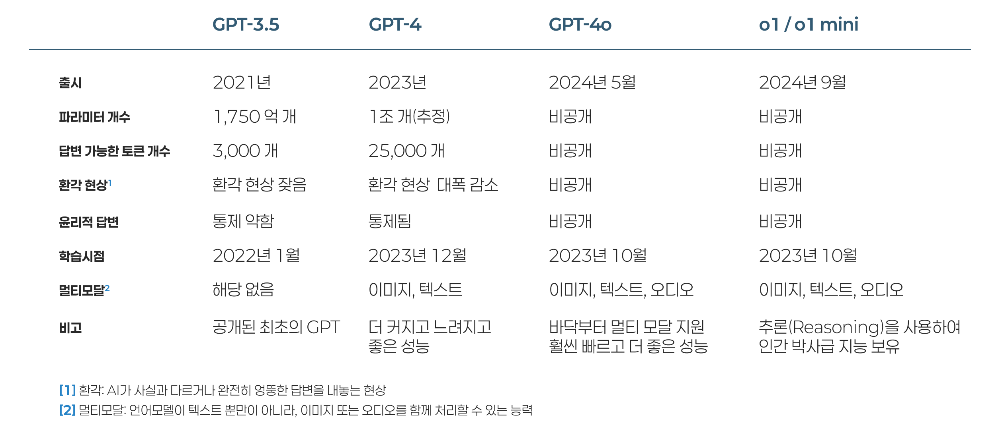 GPT-3.5 GPT-4 GPT-4o o1 / o1 mini
출시 2021년 2023년 2024년 5월 2024년 9월
파래미매 개수 1,750 억 개 1 조 개(추정) 비공개 비공개
답변 가능한 토튼 개수 3,000 개 25,000 개 비공개 비공개
환각 현상1 환각 현상 잦음 환각 현상 대폭 감소 비공개 비공개
윤리적 답변 통제 약함 통제됨 비공개 비공개
학습시점 2022년 1월 2023년 12월 2023년 10월 2023년 10월
멀티모달2 해당 없음 이미지, 텍스트 이미지, 텍스트, 오디오 이미지, 텍스트, 오디오
비고 공개된 최초의 GPT 더 커지고 느려지고 바닥부터 멀티 모달 지원 추록(Reasoning)을 사용하여
좋은 성능 훨씬 빠르고 더 좋은 성능 인간 박사급 지능 보유
[1] 환각: AI가 사실과 다르거나 완전히 엉뚱한 답변을 내놓는 현상
[2] 멀티모달: 언어모델이 텍스트 뿐만이 아니라, 이미지 또는 오디오를 함께 처리할 수 있는 능력